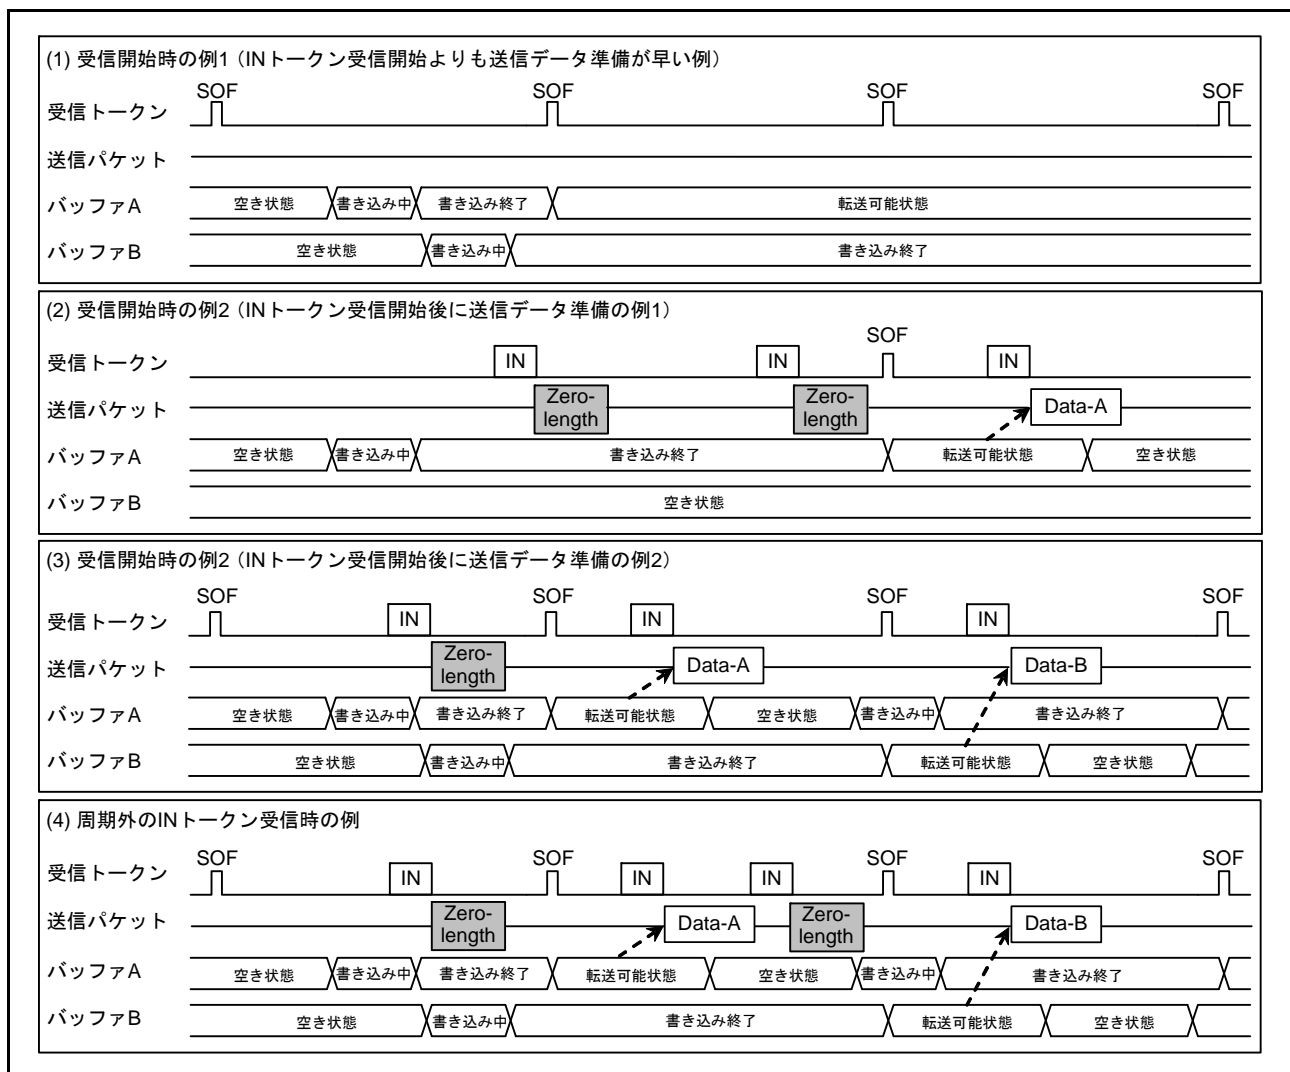 (1) 受信開始時の例1（INトークン受信開始よりも送信データ準備が早い例）
SOF SOF SOF SOF
受信トークン
送信パケット
バッファA 空き状態 書き込み中 書き込み終了 転送可能状態
バッファB 空き状態 書き込み中 書き込み終了
(2) 受信開始時の例2（INトークン受信開始後に送信データ準備の例1）
SOF
受信トークン IN IN IN
送信パケット Zero-length Zero-length Data-A
バッファA 空き状態 書き込み中 書き込み終了 転送可能状態 空き状態
バッファB 空き状態
(3) 受信開始時の例2（INトークン受信開始後に送信データ準備の例2）
SOF SOF SOF SOF
受信トークン IN IN IN
送信パケット Zero-length Data-A Data-B
バッファA 空き状態 書き込み中 書き込み終了 転送可能状態 空き状態 書き込み中 書き込み終了
バッファB 空き状態 書き込み中 書き込み終了 転送可能状態 空き状態
(4) 周期外のINトークン受信時の例
SOF SOF SOF SOF
受信トークン IN IN IN IN
送信パケット Zero-length Data-A Zero-length Data-B
バッファA 空き状態 書き込み中 書き込み終了 転送可能状態 空き状態 書き込み中 書き込み終了
バッファB 空き状態 書き込み中 書き込み終了 転送可能状態 空き状態